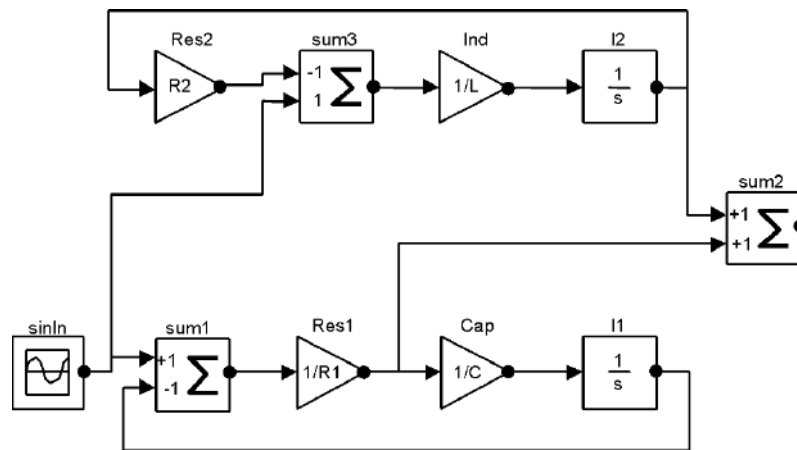 Res2
sum3
Ind
I2
R2
-1
1
Σ
1/L
1
s
sum2
+1
+1
Σ
sinIn
sum1
Res1
Cap
I1
+1
-1
Σ
1/R1
1/C
1
s